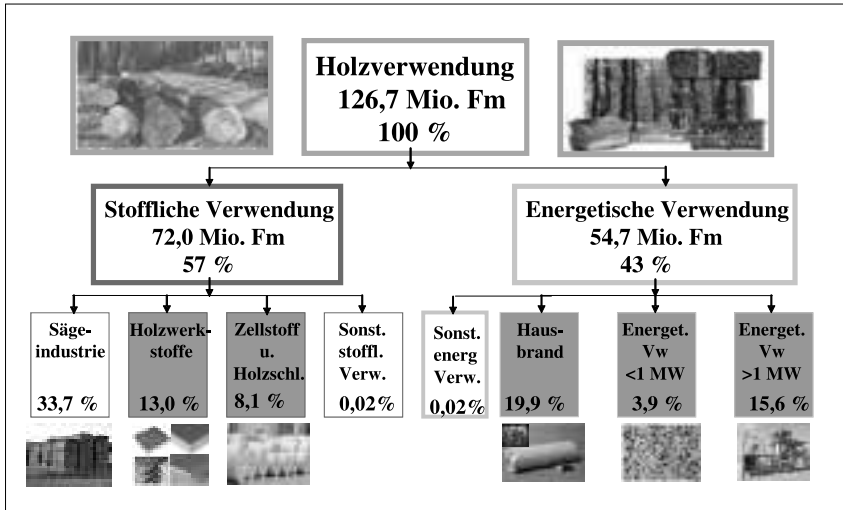 Holzverwendung
126,7 Mio. Fm
100 %
Stoffliche Verwendung
72,0 Mio. Fm
57 %
Energetische Verwendung
54,7 Mio. Fm
43 %
Säge-
industrie
33,7 %
Holzwerk-
stoffe
13,0 %
Zellstoff
u.
Holzschl.
8,1 %
Sonst.
stoffl.
Verw.
0,02%
Sonst.
energ
Verw.
0,02%
Haus-
brand
19,9 %
Energet.
Vw
<1 MW
3,9 %
Energet.
Vw
>1 MW
15,6 %